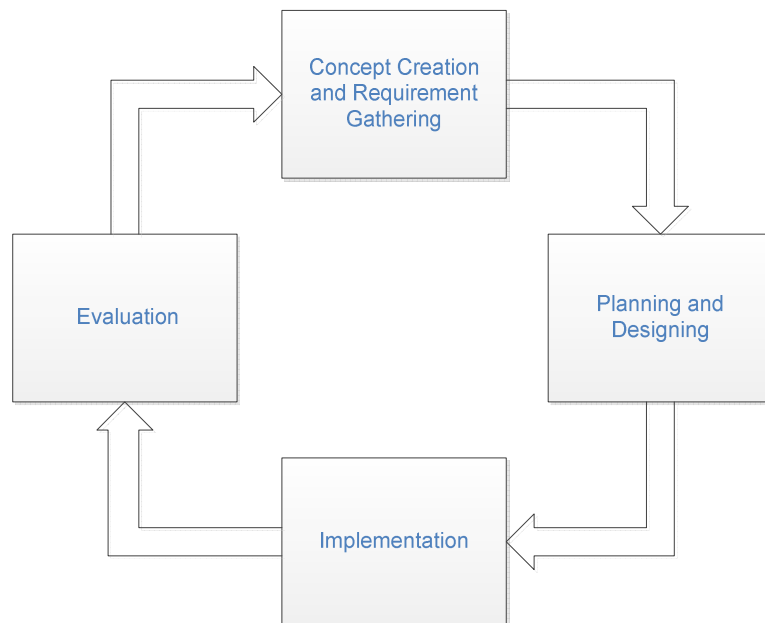 Concept Creation
and Requirement
Gathering
Planning and
Designing
Implementation
Evaluation